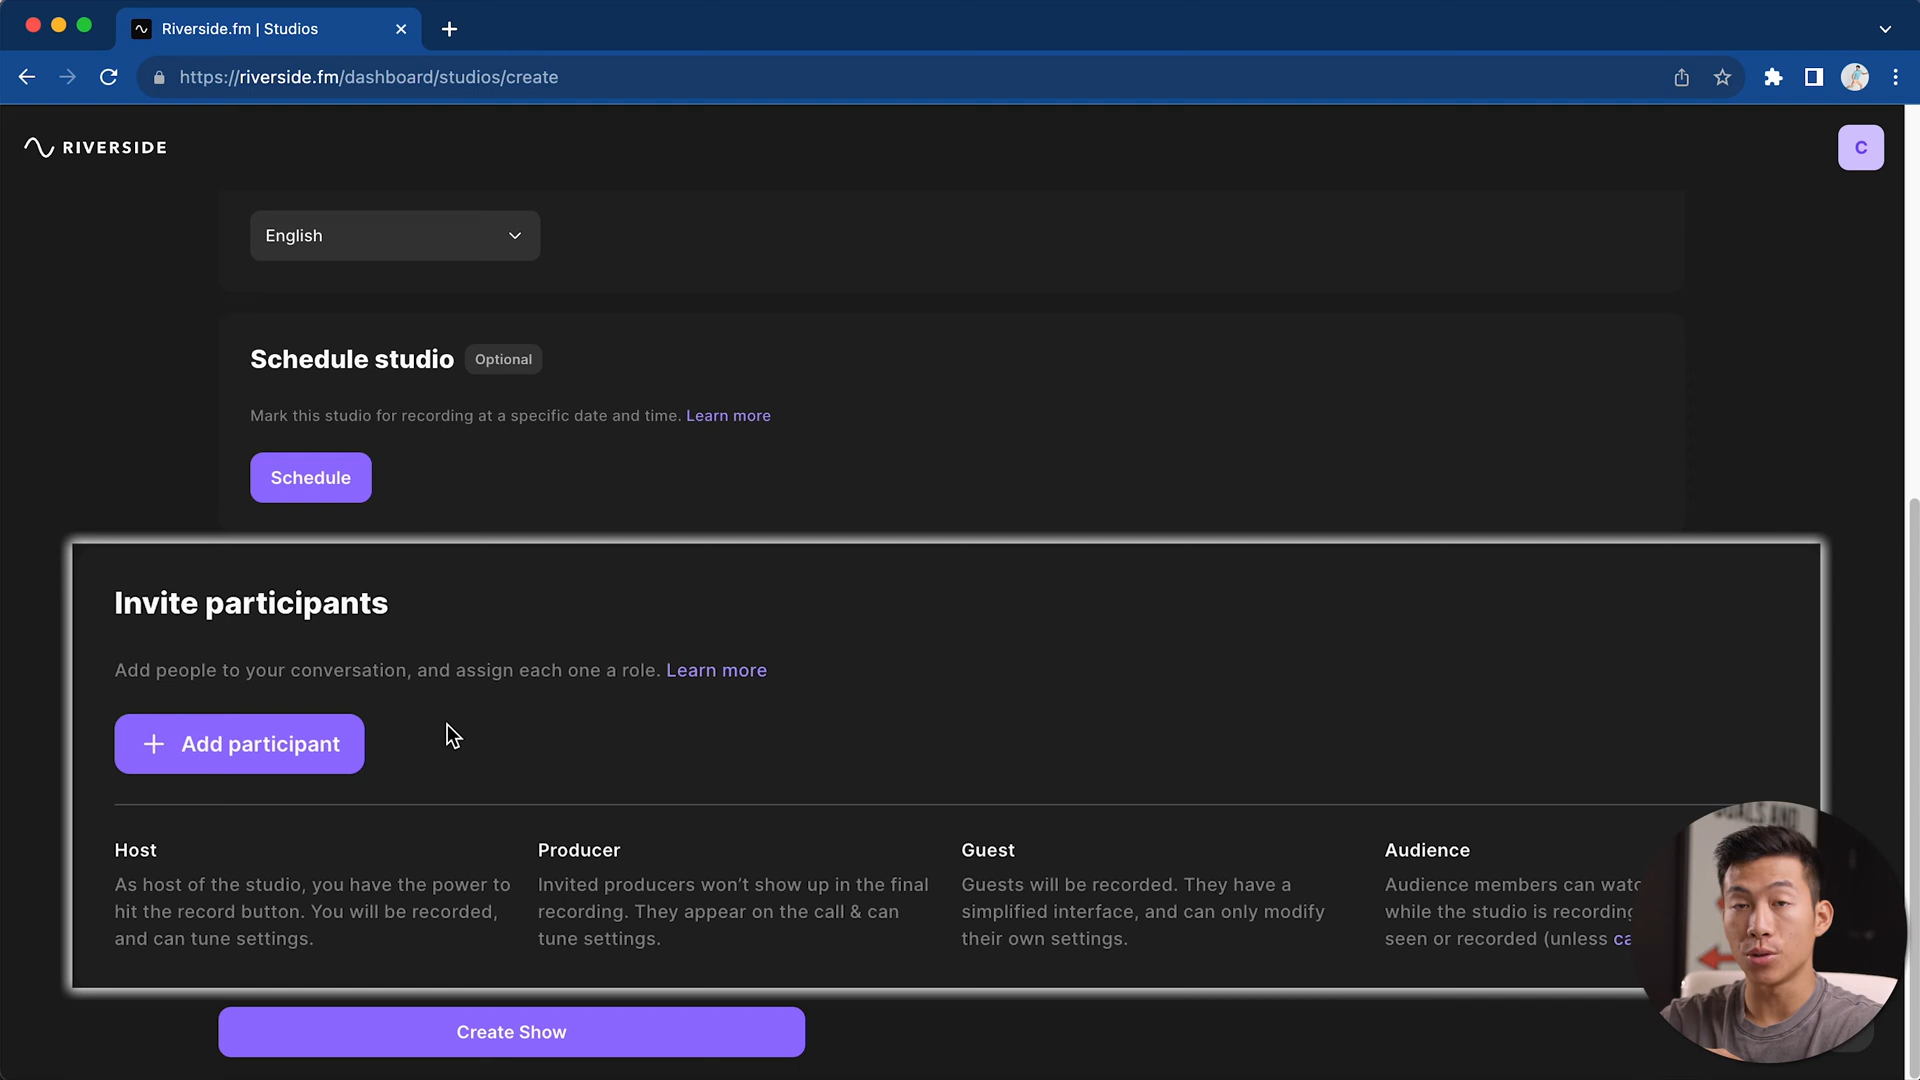 Riverside.fm | Studios
https://riverside.fm/dashboard/studios/create
RIVERSIDE
C
English
Schedule studio Optional
Mark this studio for recording at a specific date and time. Learn more
Schedule
Invite participants
Add people to your conversation, and assign each one a role. Learn more
+ Add participant
Host
As host of the studio, you have the power to
hit the record button. You will be recorded,
and can tune settings.
Producer
Invited producers won't show up in the final
recording. They appear on the call & can
tune settings.
Guest
Guests will be recorded. They have a
simplified interface, and can only modify
their own settings.
Audience
Audience members can
while the studio is
seen or recorded (unless
Create Show